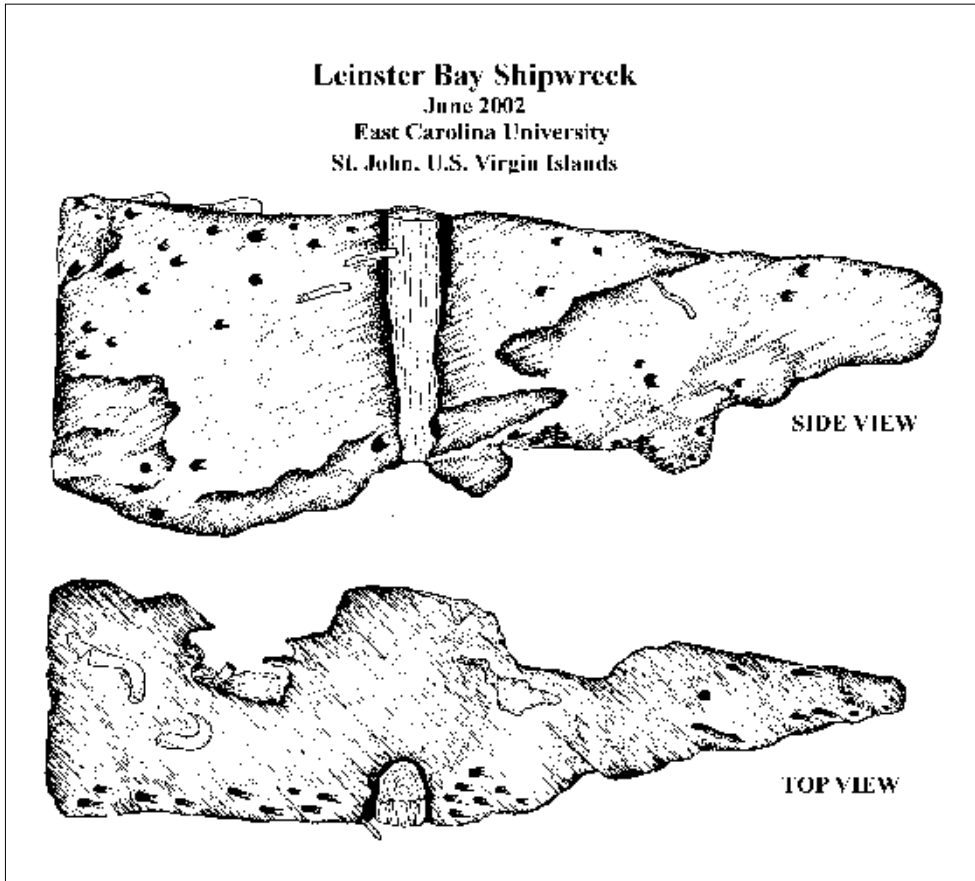 Leinster Bay Shipwreck
June 2002
East Carolina University
St. John, U.S. Virgin Islands
SIDE VIEW
TOP VIEW